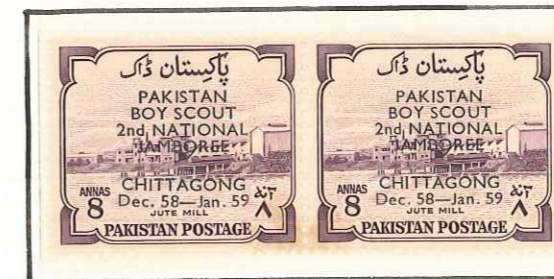 پاکستان ڈاک
PAKISTAN
BOY SCOUT
2nd NATIONAL
JAMBOREE
CHITTAGONG
Dec. 58—Jan. 59
ANNAS
8
آنہ
۸
JUTE MILL
PAKISTAN POSTAGE
پاکستان ڈاک
PAKISTAN
BOY SCOUT
2nd NATIONAL
JAMBOREE
CHITTAGONG
Dec. 58—Jan. 59
ANNAS
8
آنہ
۸
JUTE MILL
PAKISTAN POSTAGE